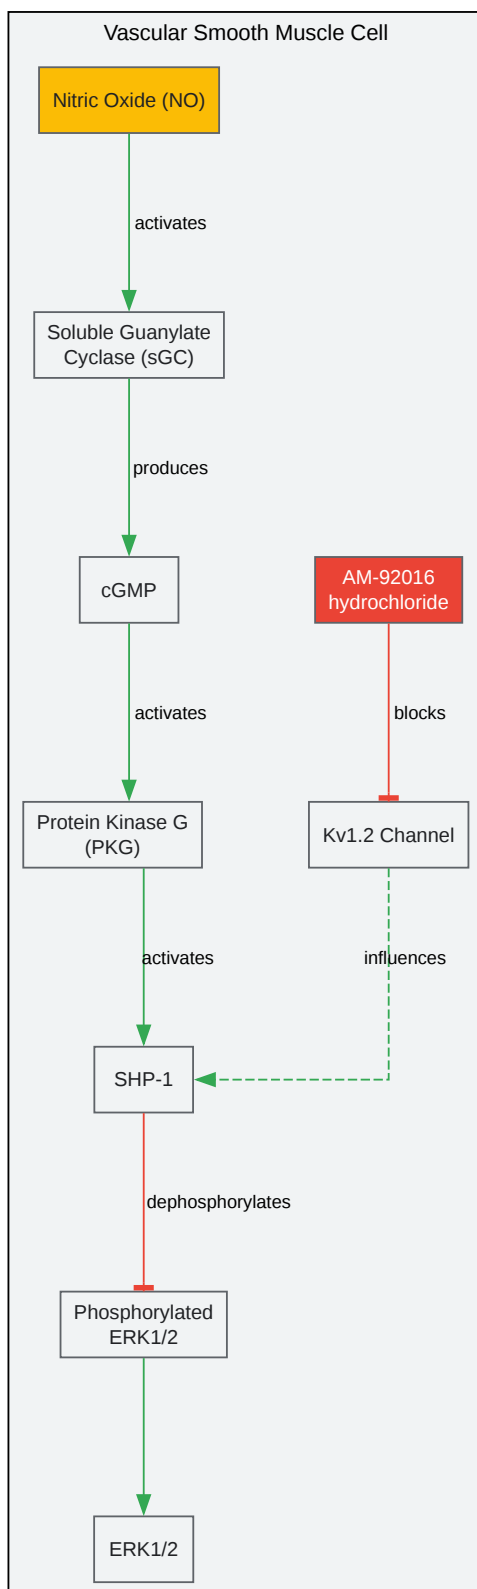 Vascular Smooth Muscle Cell
Nitric Oxide (NO)
activates
Soluble Guanylate
Cyclase (sGC)
produces
cGMP
AM-92016
hydrochloride
activates
blocks
Protein Kinase G
(PKG)
Kv1.2 Channel
activates
influences
SHP-1
dephosphorylates
Phosphorylated
ERK1/2
ERK1/2